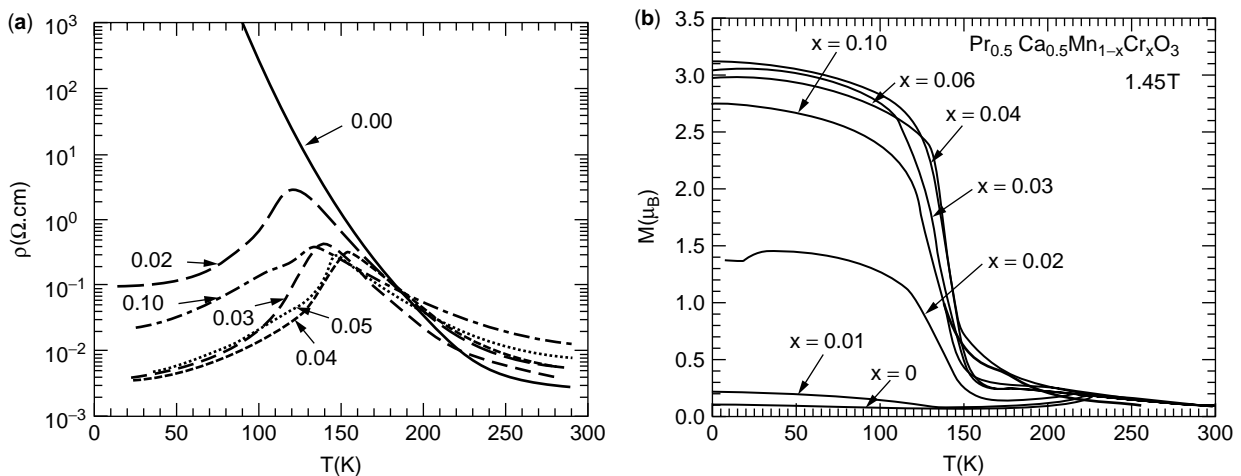 (a)
10³
10²
10¹
10⁰
10⁻¹
10⁻²
10⁻³
ρ(Ω.cm)
0.00
0.02
0.10
0.03
0.05
0.04
0 50 100 150 200 250 300
T(K)
(b)
3.5
3.0
2.5
2.0
1.5
1.0
0.5
0.0
M(μB)
x = 0.10
Pr0.5 Ca0.5Mn1–xCrxO3
x = 0.06
1.45T
x = 0.04
x = 0.03
x = 0.02
x = 0.01
x = 0
0 50 100 150 200 250 300
T(K)